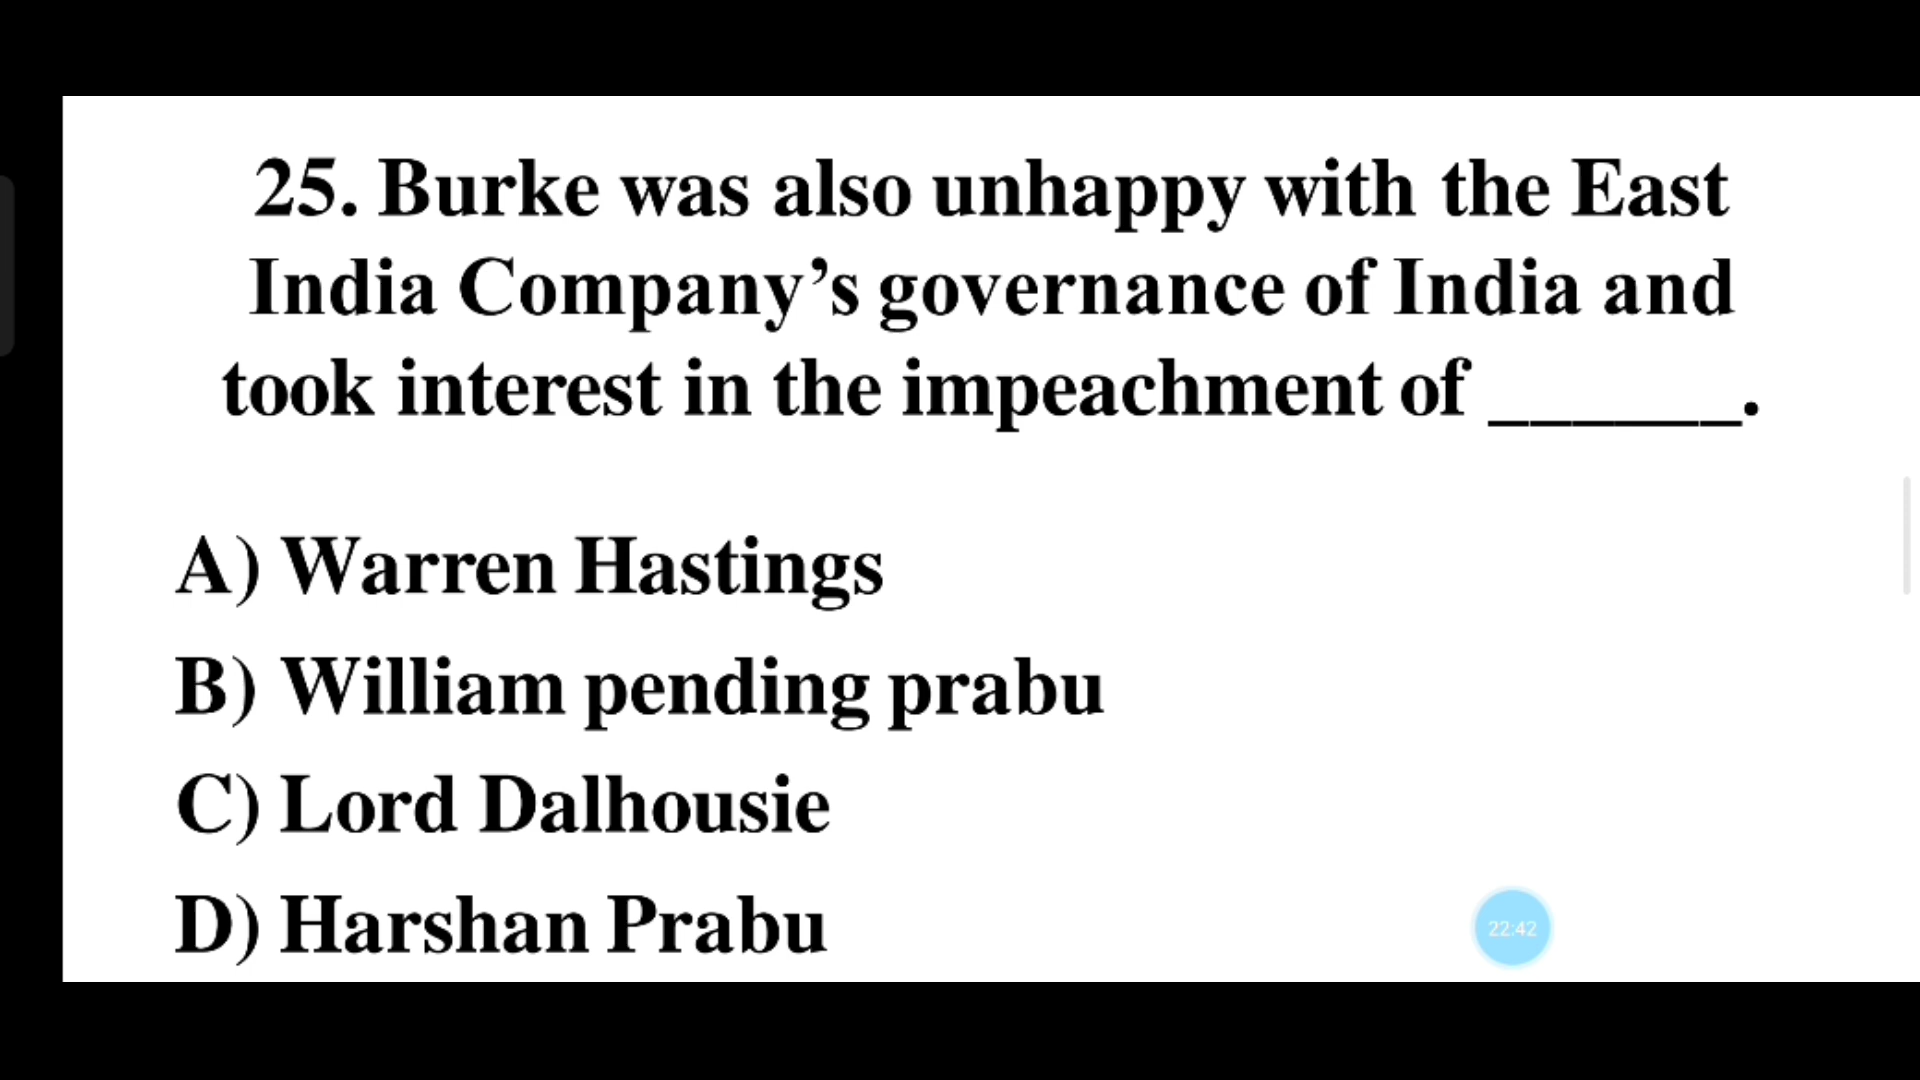 25. Burke was also unhappy with the East
India Company’s governance of India and
took interest in the impeachment of ______.
A) Warren Hastings
B) William pending prabu
C) Lord Dalhousie
D) Harshan Prabu
22:42